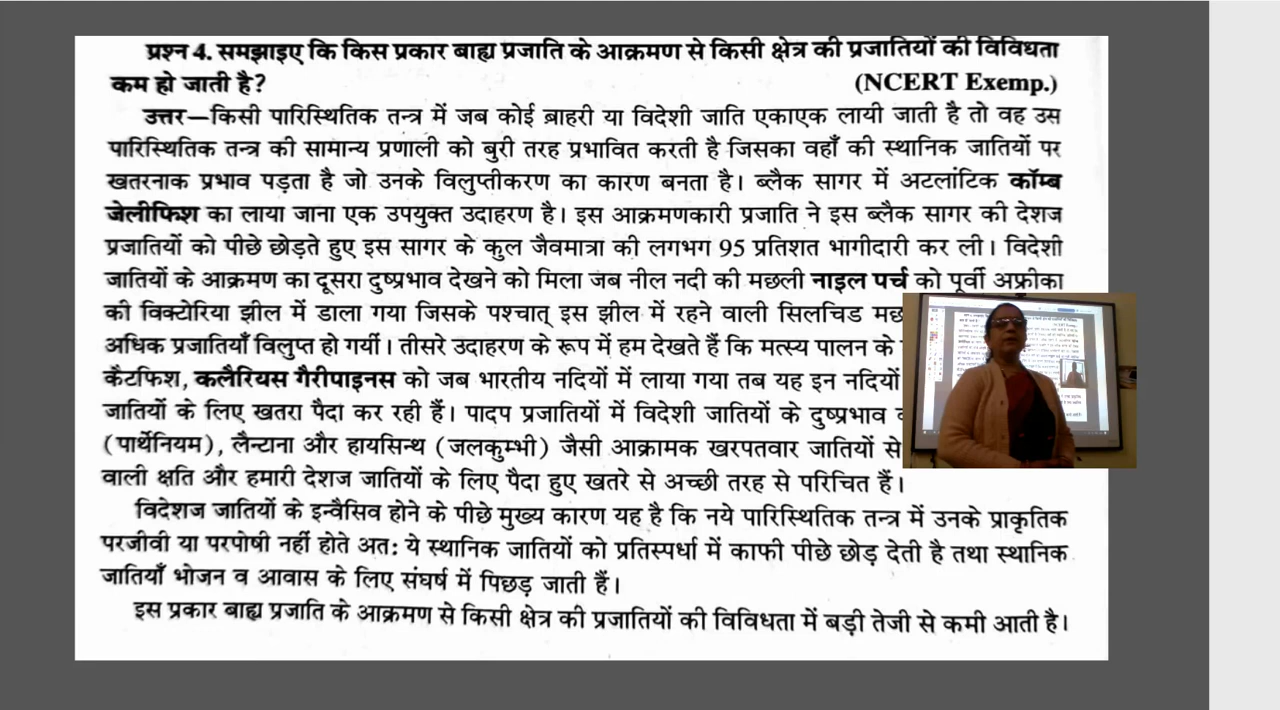 प्रश्न 4. समझाइए कि किस प्रकार बाह्य प्रजाति के आक्रमण से किसी क्षेत्र की प्रजातियों की विविधता
कम हो जाती है? (NCERT Exemp.)
उत्तर—किसी पारिस्थितिक तन्त्र में जब कोई बाहरी या विदेशी जाति एकाएक लायी जाती है तो वह उस
पारिस्थितिक तन्त्र की सामान्य प्रणाली को बुरी तरह प्रभावित करती है जिसका वहाँ की स्थानिक जातियों पर
खतरनाक प्रभाव पड़ता है जो उनके विलुप्तीकरण का कारण बनता है। ब्लैक सागर में अटलांटिक कॉम्ब
जेलीफिश का लाया जाना एक उपयुक्त उदाहरण है। इस आक्रमणकारी प्रजाति ने इस ब्लैक सागर की देशज
प्रजातियों को पीछे छोड़ते हुए इस सागर के कुल जैवमात्रा की लगभग 95 प्रतिशत भागीदारी कर ली। विदेशी
जातियों के आक्रमण का दूसरा दुष्प्रभाव देखने को मिला जब नील नदी की मछली नाइल पर्च को पूर्वी अफ्रीका
की विक्टोरिया झील में डाला गया जिसके पश्चात् इस झील में रहने वाली सिलचिड
अधिक प्रजातियाँ विलुप्त हो गयीं। तीसरे उदाहरण के रूप में हम देखते हैं कि मत्स्य पालन के
कैटफिश, क्लैरियस गैरीपाइनस को जब भारतीय नदियों में लाया गया तब यह इन नदियों
जातियों के लिए खतरा पैदा कर रही हैं। पादप प्रजातियों में विदेशी जातियों के दुष्प्रभाव
(पार्थेनियम), लैन्टाना और हायसिन्थ (जलकुम्भी) जैसी आक्रामक खरपतवार जातियों से
वाली क्षति और हमारी देशज जातियों के लिए पैदा हुए खतरे से अच्छी तरह से परिचित हैं।
विदेशज जातियों के इन्वैसिव होने के पीछे मुख्य कारण यह है कि नये पारिस्थितिक तन्त्र में उनके प्राकृतिक
परजीवी या परपोषी नहीं होते अत: ये स्थानिक जातियों को प्रतिस्पर्धा में काफी पीछे छोड़ देती है तथा स्थानिक
जातियाँ भोजन व आवास के लिए संघर्ष में पिछड़ जाती हैं।
इस प्रकार बाह्य प्रजाति के आक्रमण से किसी क्षेत्र की प्रजातियों की विविधता में बड़ी तेजी से कमी आती है।